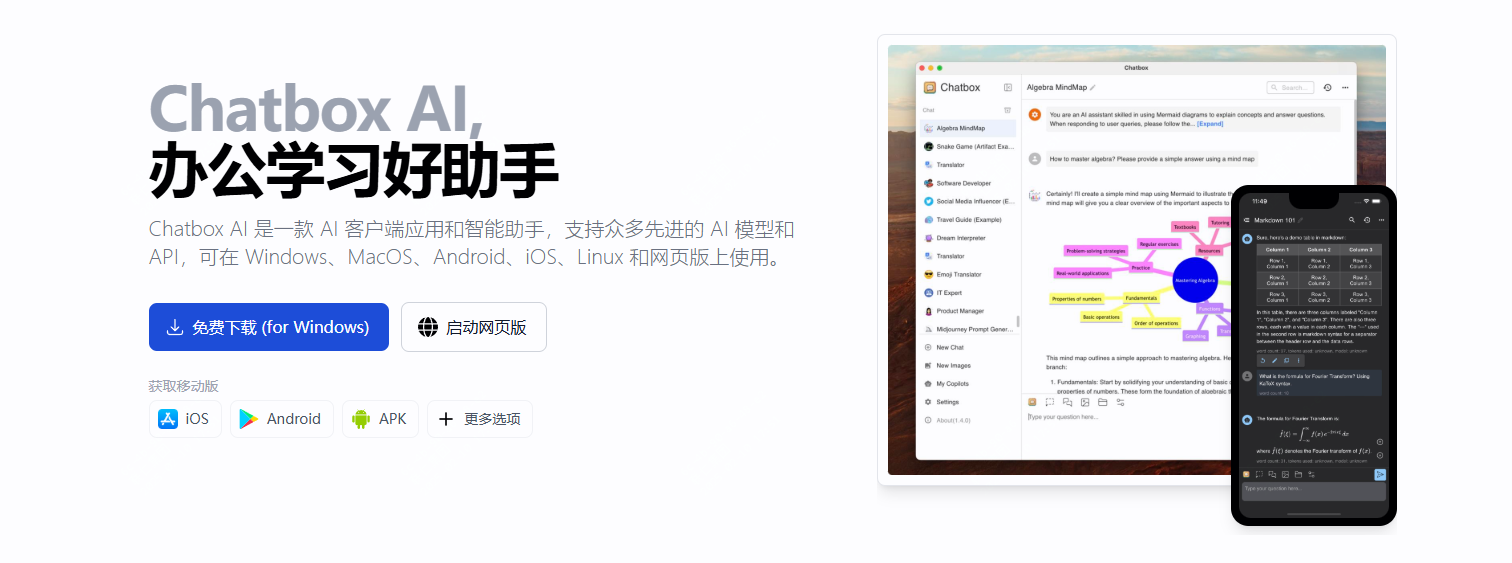 Chatbox AI,
办公学习好助手
Chatbox AI 是一款 AI 客户端应用和智能助手，支持众多先进的 AI 模型和
API，可在 Windows、MacOS、Android、iOS、Linux 和网页版上使用。
免费下载 (for Windows)
启动网页版
获取移动版
iOS
Android
APK
更多选项
Chatbox
Chatbox
Chat
Algebra MindMap
Snake Game (Artifact Exa...
Translator
Software Developer
Social Media Influencer (E...
Travel Guide (Example)
Dream Interpreter
Translator
Emoji Translator
IT Expert
Product Manager
Midjourney Prompt Gener...
New Chat
New Images
My Copilots
Settings
About(1.4.0)
Algebra MindMap
Search...
You are an AI assistant skilled in using Mermaid diagrams to explain concepts and answer questions.
When responding to user queries, please follow the... [Expand]
How to master algebra? Please provide a simple answer using a mind map
Certainly! I'll create a simple mind map using Mermaid to illustrate th
mind map will give you a clear overview of the important aspects to
Textbooks
Tutoring
Regular exercises
Resources
Problem-solving strategies
Practice
Real-world applications
Mastering Algebra
Properties of numbers
Fundamentals
Basic operations
Order of operations
Functions
Graphing
This mind map outlines a simple approach to mastering algebra. He
branch:
1. Fundamentals: Start by solidifying your understanding of basic
properties of numbers. These form the foundation of algebraic th
Type your question here...
11:49
Markdown 101
Sure, here's a demo table in markdown:
Column 1 Column 2 Column 3
Row 1, Column 1 Row 1, Column 2 Row 1, Column 3
Row 2, Column 1 Row 2, Column 2 Row 2, Column 3
Row 3, Column 1 Row 3, Column 2 Row 3, Column 3
In this table, there are three columns labeled "Column
1", "Column 2", and "Column 3". There are also three
rows, each with a value in each column. The "---" used
in the second row is markdown syntax for a separator
between the header row and the data rows.
word count: 57, tokens used: unknown, model: unknown
What is the formula for Fourier Transform? Using
KaTeX syntax
word count: 10
The formula for Fourier Transform is:
where f̂(ξ) denotes the Fourier transform of f(x).
Type your question here...